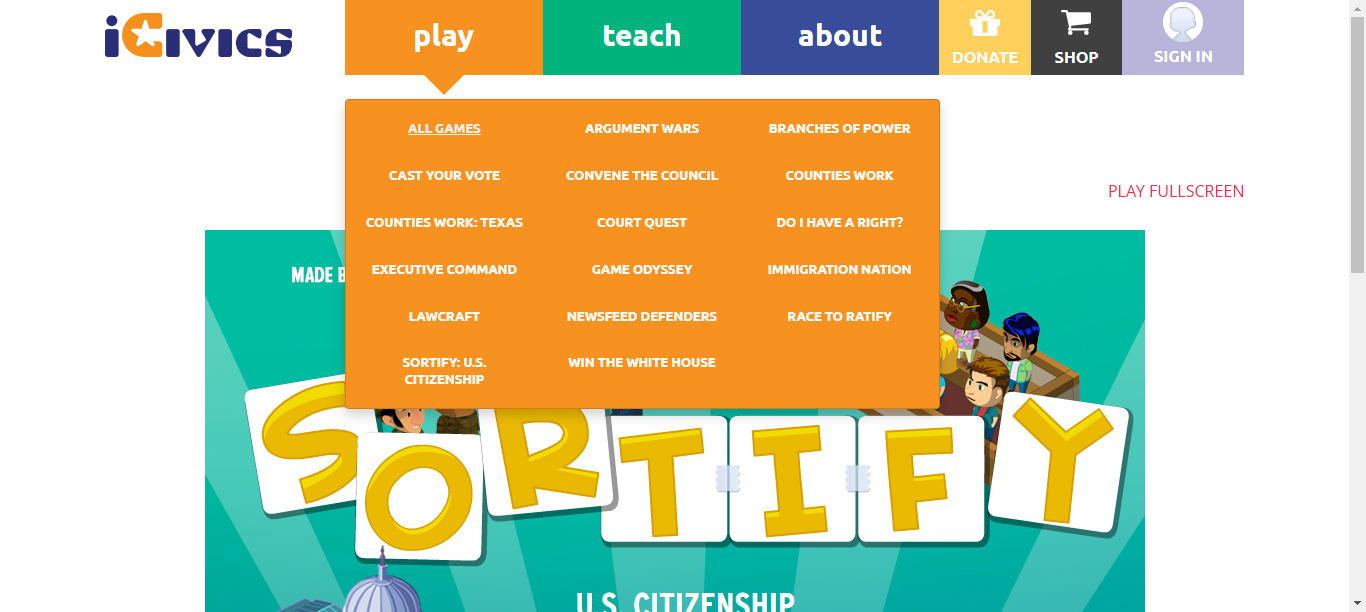 iCivics
play
teach
about
DONATE
SHOP
SIGN IN
ALL GAMES
ARGUMENT WARS
BRANCHES OF POWER
CAST YOUR VOTE
CONVENE THE COUNCIL
COUNTIES WORK
COUNTIES WORK: TEXAS
COURT QUEST
DO I HAVE A RIGHT?
EXECUTIVE COMMAND
GAME ODYSSEY
IMMIGRATION NATION
LAWCRAFT
NEWSFEED DEFENDERS
RACE TO RATIFY
SORTIFY: U.S.
CITIZENSHIP
WIN THE WHITE HOUSE
PLAY FULLSCREEN
MADE
SORTIFY
U.S. CITIZENSHIP